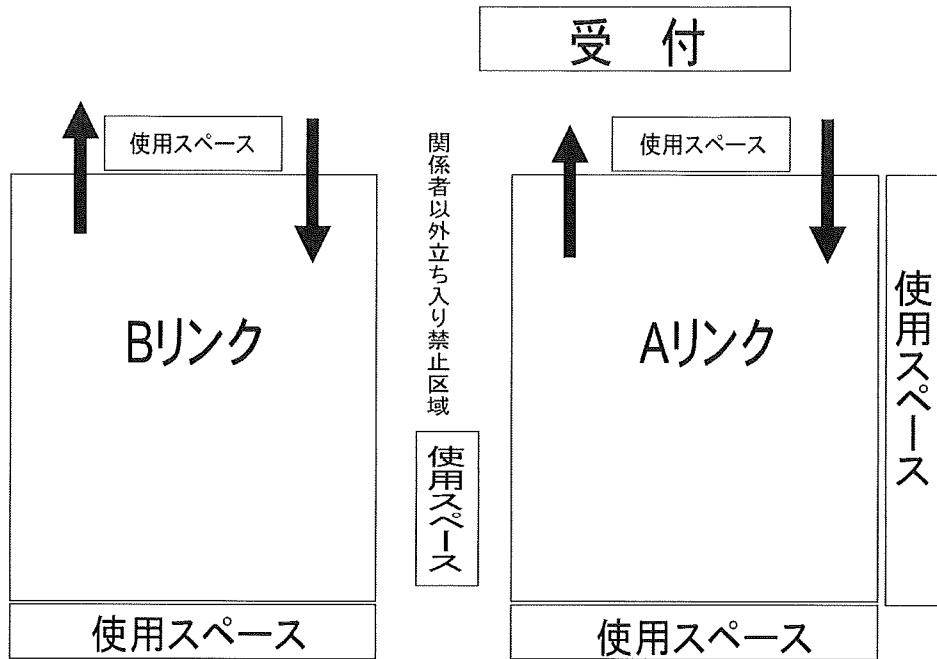 受 付
使用スペース
使用スペース
関係者以外立ち入り禁止区域
Bリンク
Aリンク
使用スペース
使用スペース
使用スペース
使用スペース